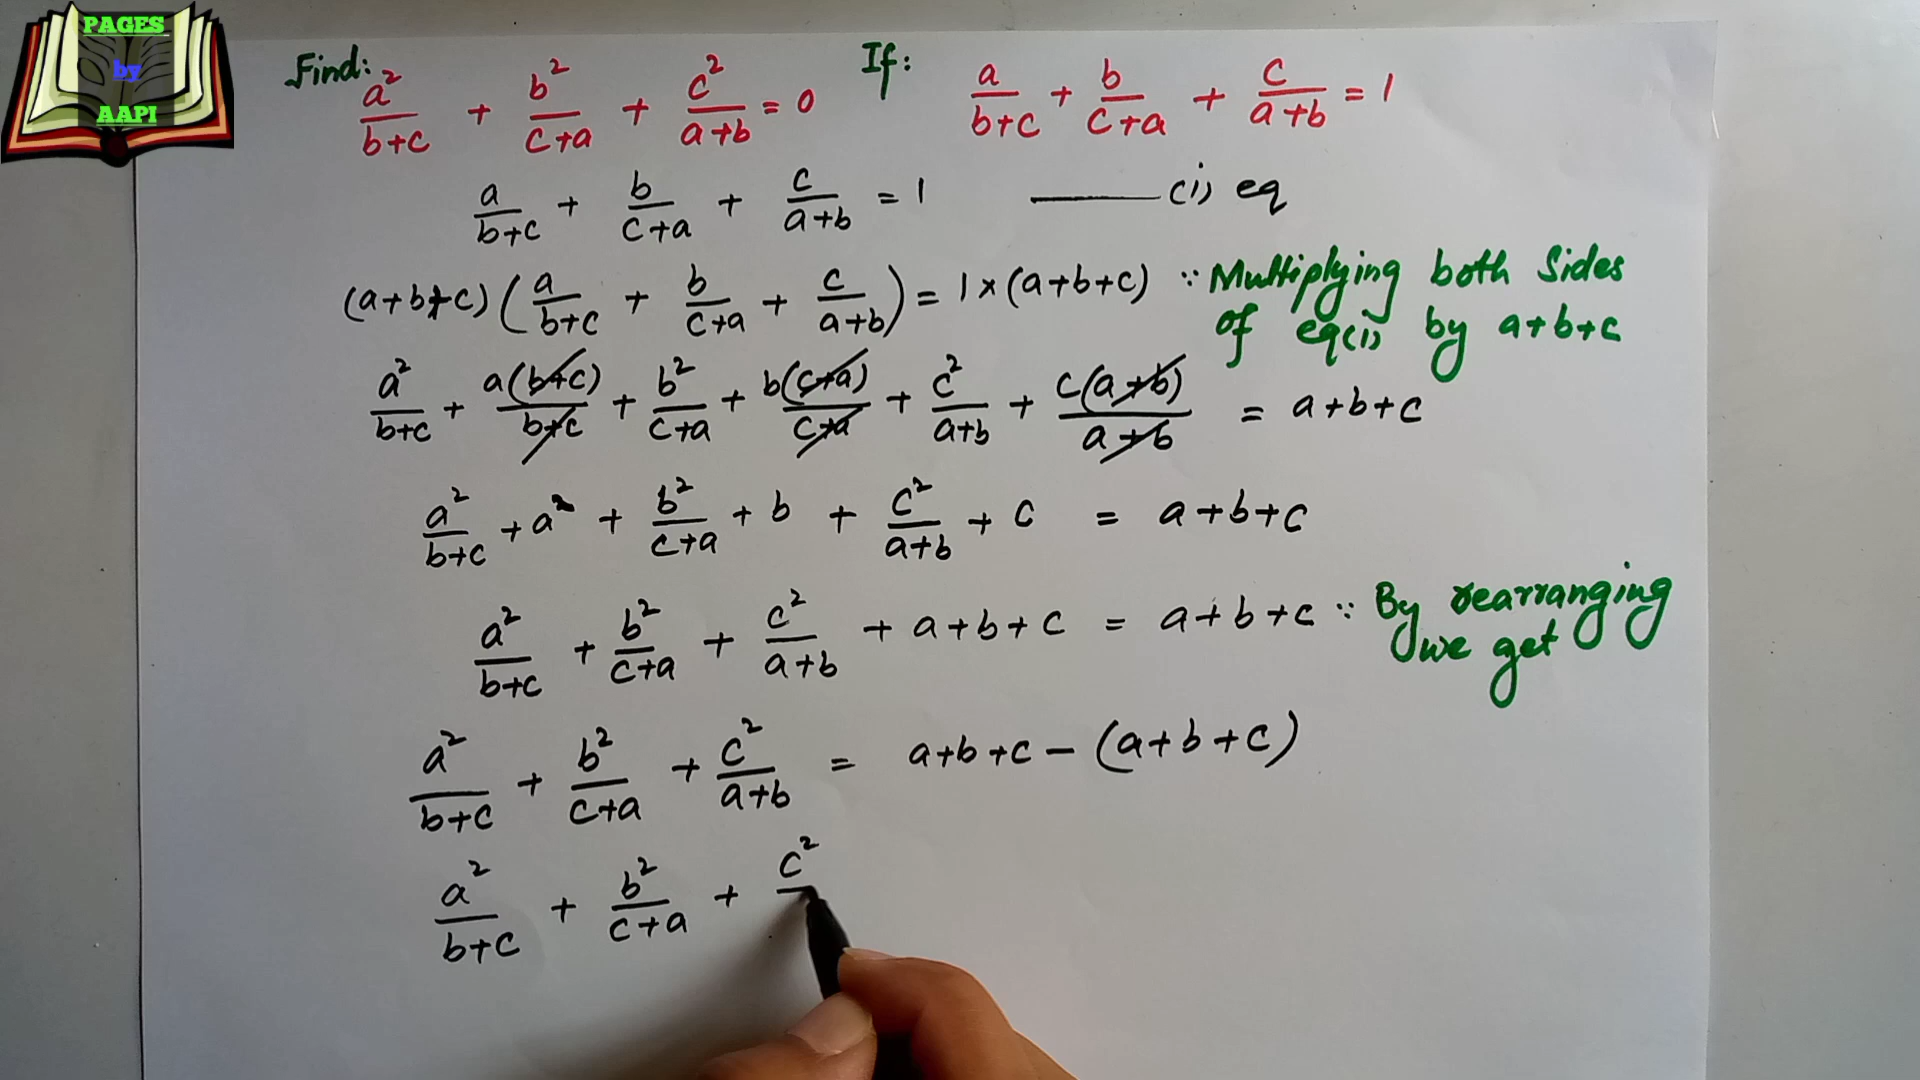 PAGES
by
AAPI
Find: a²/(b+c) + b²/(c+a) + c²/(a+b) = 0 If: a/(b+c) + b/(c+a) + c/(a+b) = 1
a/(b+c) + b/(c+a) + c/(a+b) = 1 ——— (i) eq
(a+b+c)(a/(b+c) + b/(c+a) + c/(a+b)) = 1×(a+b+c) ∵ Multiplying both Sides
of eq(i) by a+b+c
a²/(b+c) + a(b+c)/(b+c) + b²/(c+a) + b(c+a)/(c+a) + c²/(a+b) + c(a+b)/(a+b) = a+b+c
a²/(b+c) + a + b²/(c+a) + b + c²/(a+b) + c = a+b+c
a²/(b+c) + b²/(c+a) + c²/(a+b) + a+b+c = a+b+c ∵ By rearranging
we get
a²/(b+c) + b²/(c+a) + c²/(a+b) = a+b+c - (a+b+c)
a²/(b+c) + b²/(c+a) + c²